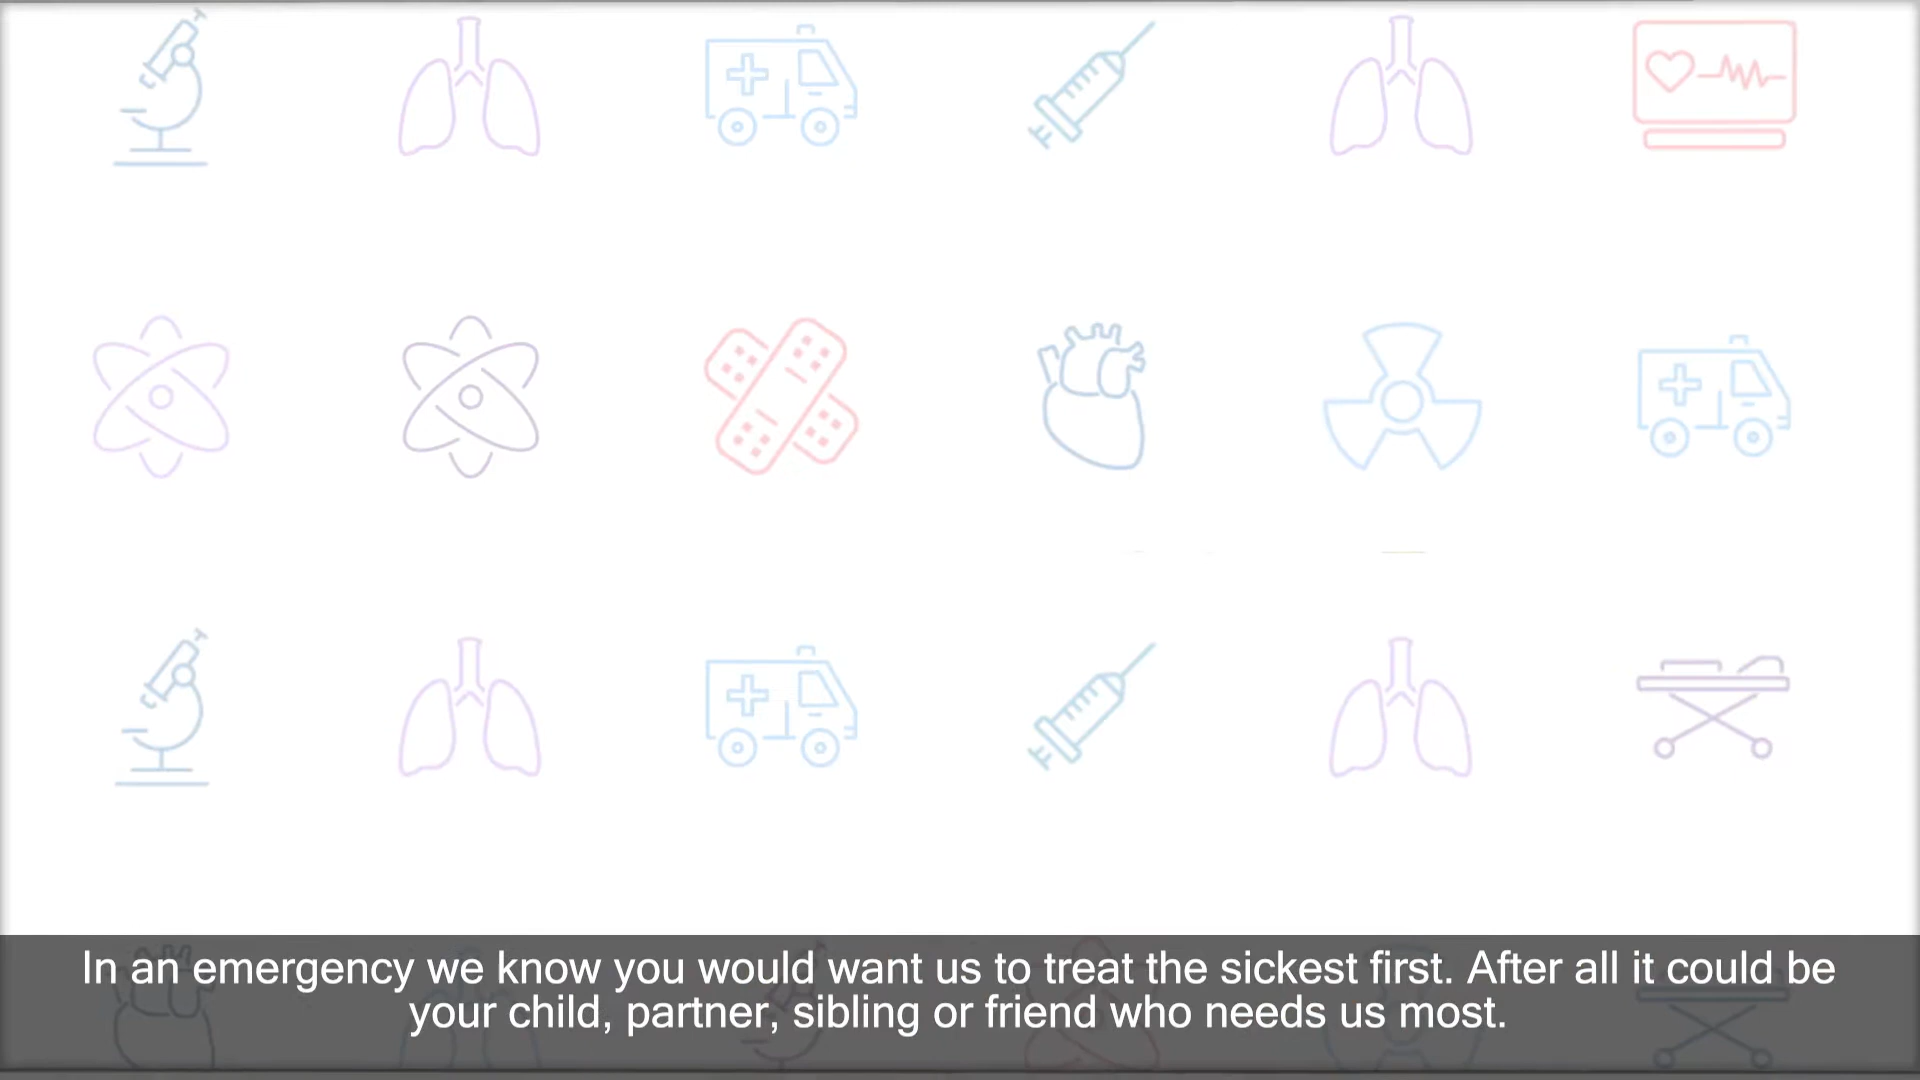 In an emergency we know you would want us to treat the sickest first. After all it could be
your child, partner, sibling or friend who needs us most.